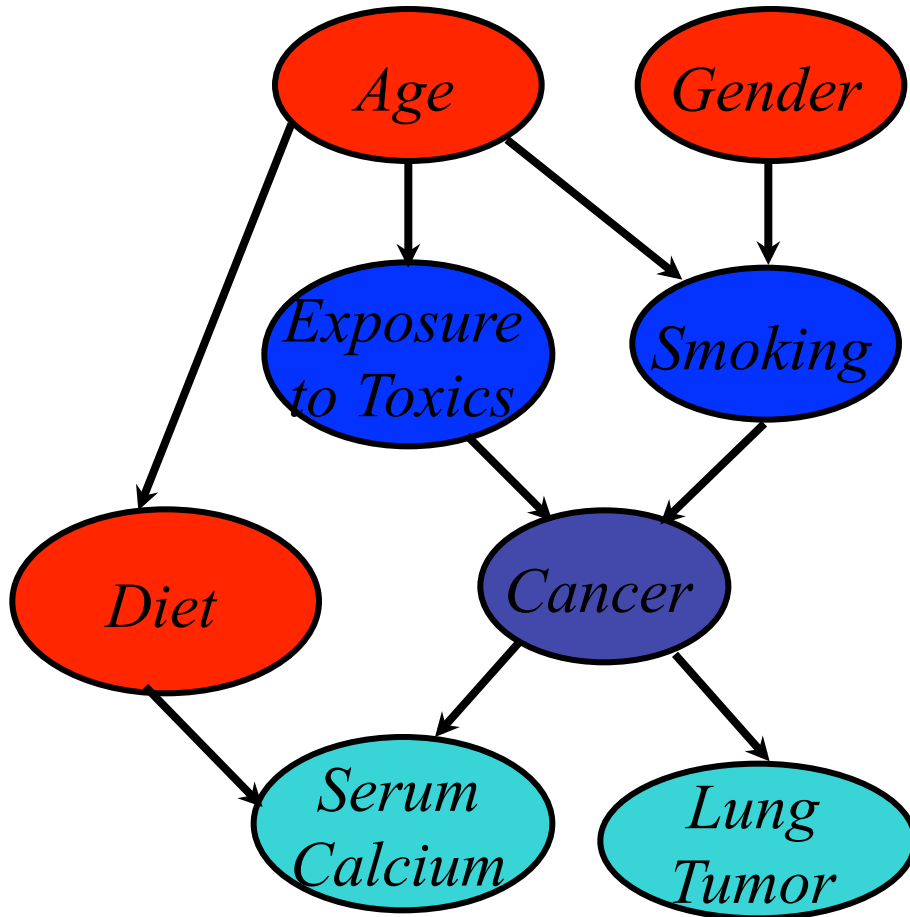 Age
Gender
Exposure
to Toxics
Smoking
Diet
Cancer
Serum
Calcium
Lung
Tumor